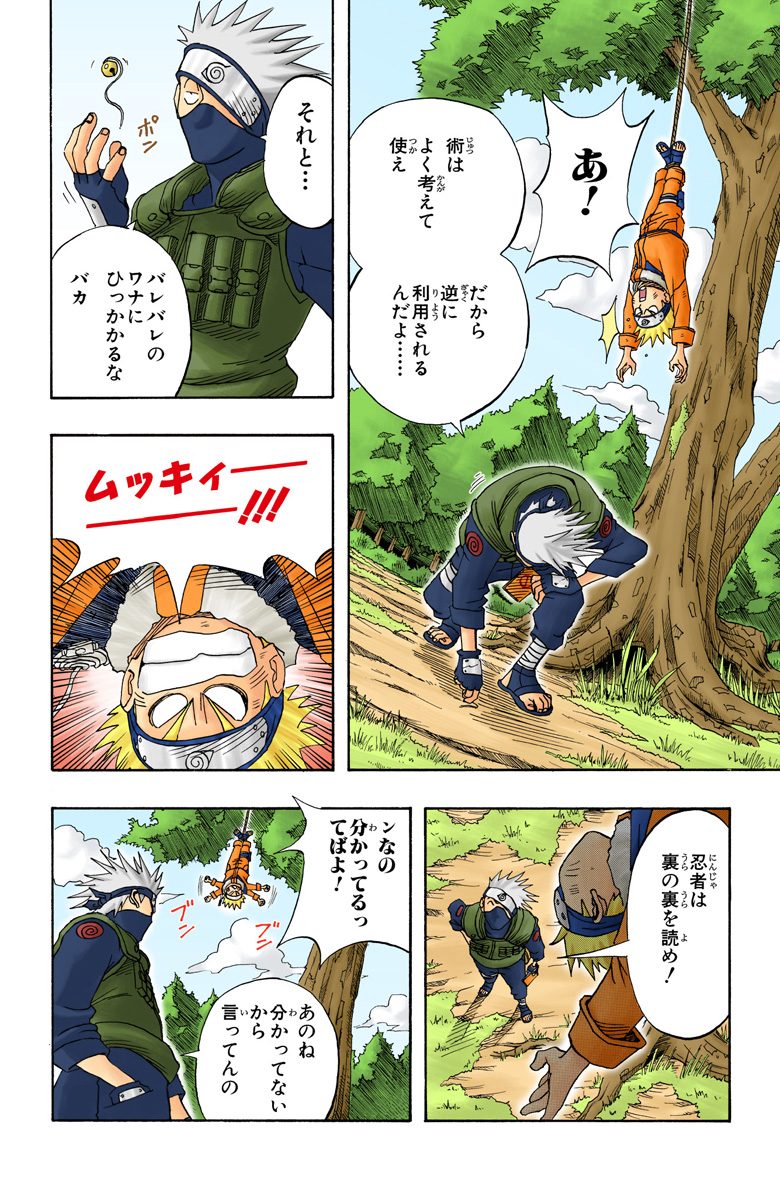 あ!
術は
よく考えて
使え
だから
逆に
利用される
んだよ……
それと…
ポン
バレバレの
ワナに
ひっかかるな
バカ
ムッキィー
!!!
忍者は
裏の裏を読め!
ンなの
分かってるっ
てばよ!
ブン
ブン
あのね
分かってない
から
言ってんの